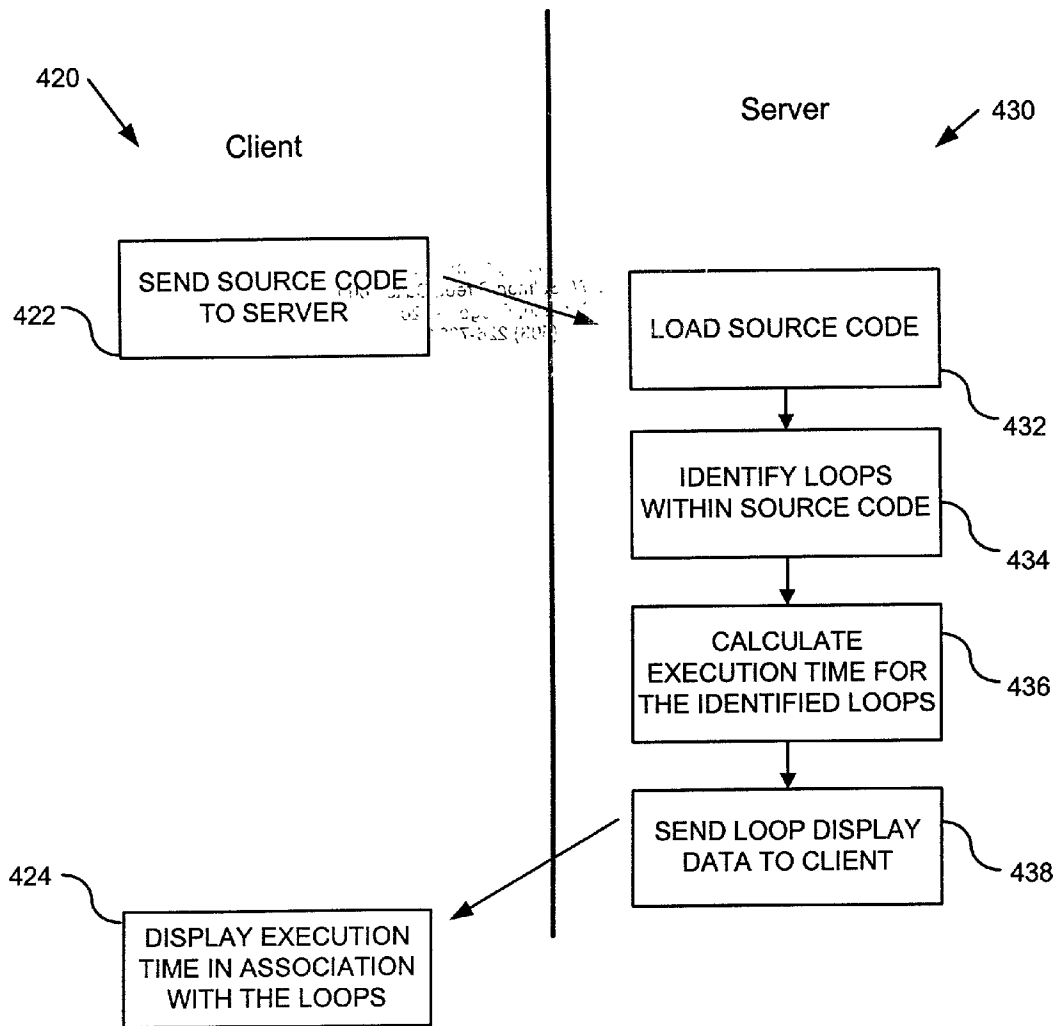 420
Client
Server
430
SEND SOURCE CODE
TO SERVER
422
LOAD SOURCE CODE
432
IDENTIFY LOOPS
WITHIN SOURCE CODE
434
CALCULATE
EXECUTION TIME FOR
THE IDENTIFIED LOOPS
436
SEND LOOP DISPLAY
DATA TO CLIENT
438
424
DISPLAY EXECUTION
TIME IN ASSOCIATION
WITH THE LOOPS